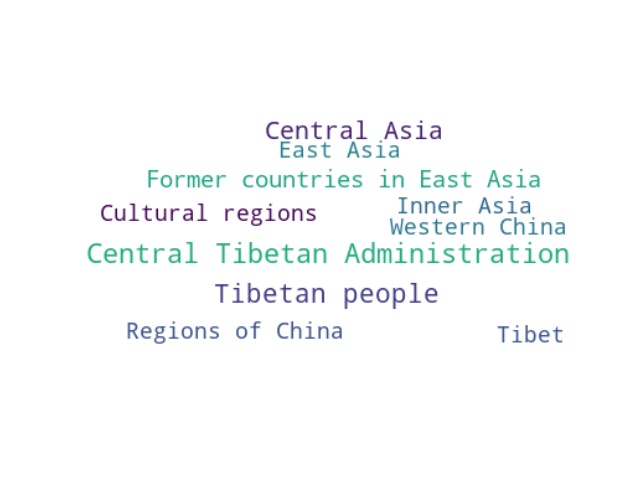 Central Asia
East Asia
Former countries in East Asia
Inner Asia
Cultural regions
Western China
Central Tibetan Administration
Tibetan people
Regions of China
Tibet